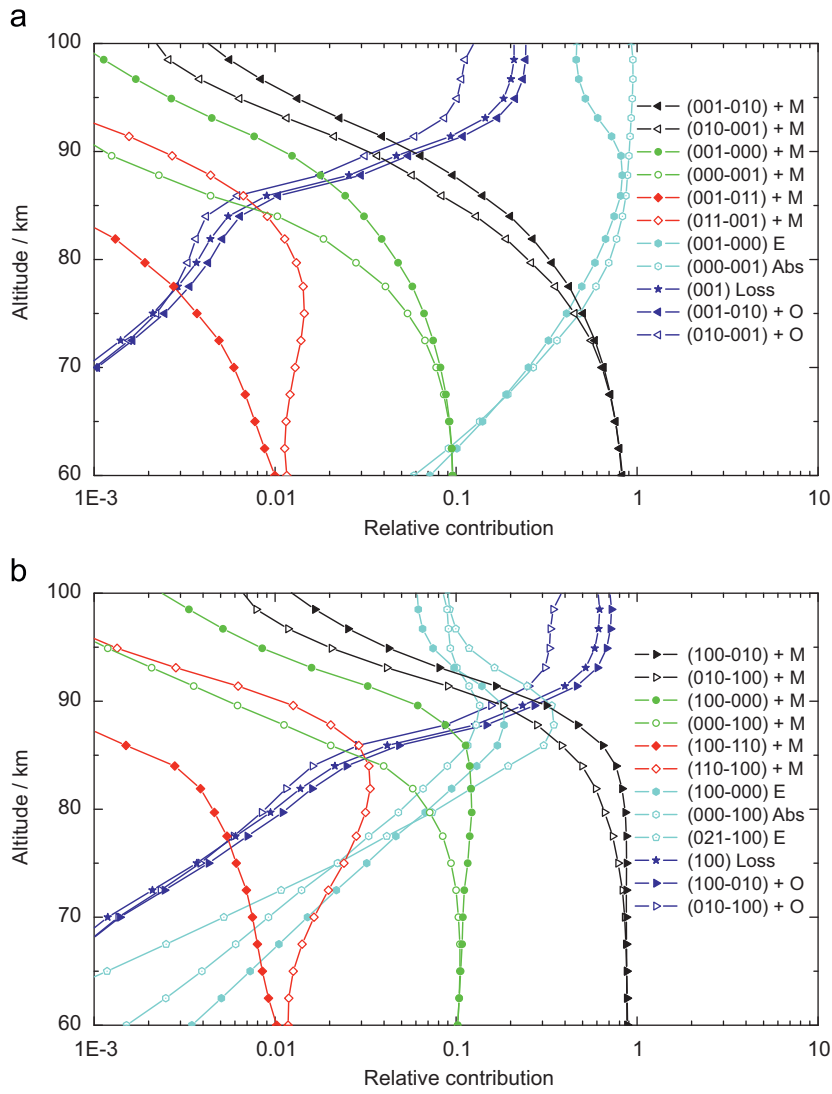 a
100
90
80
70
60
Altitude / km
(001-010) + M
(010-001) + M
(001-000) + M
(000-001) + M
(001-011) + M
(011-001) + M
(001-000) E
(000-001) Abs
(001) Loss
(001-010) + O
(010-001) + O
1E-3
0.01
0.1
1
10
Relative contribution
b
100
90
80
70
60
Altitude / km
(100-010) + M
(010-100) + M
(100-000) + M
(000-100) + M
(100-110) + M
(110-100) + M
(100-000) E
(000-100) Abs
(021-100) E
(100) Loss
(100-010) + O
(010-100) + O
1E-3
0.01
0.1
1
10
Relative contribution